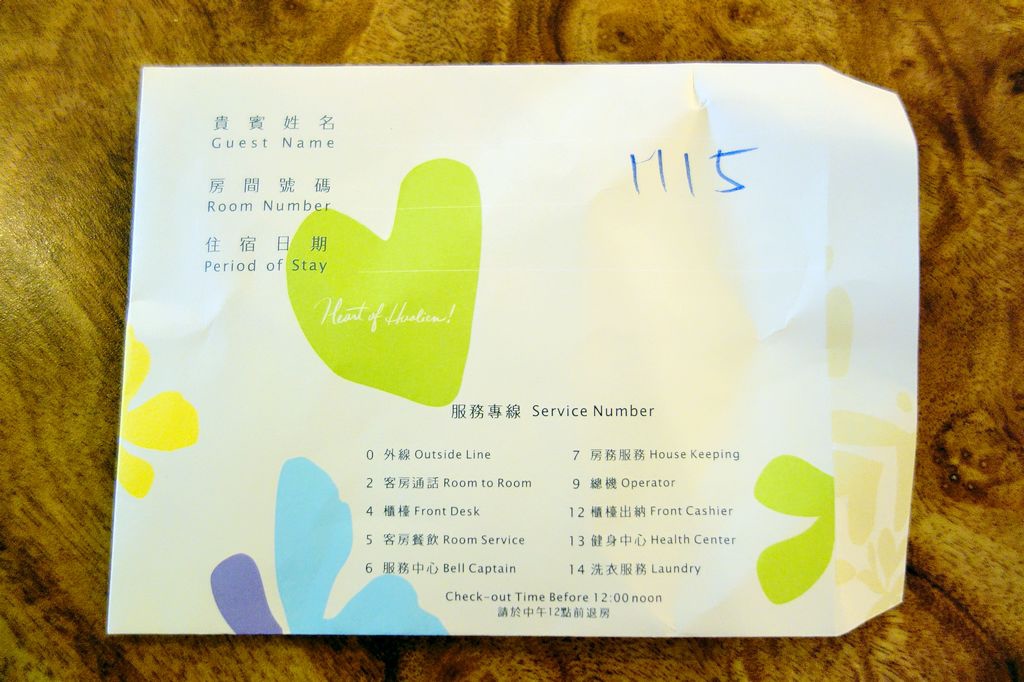 貴賓姓名
Guest Name
房間號碼
Room Number
住宿日期
Period of Stay
1115
Heart of Hualien!
服務專線 Service Number
0 外線 Outside Line
2 客房通話 Room to Room
4 櫃檯 Front Desk
5 客房餐飲 Room Service
6 服務中心 Bell Captain
7 房務服務 House Keeping
9 總機 Operator
12 櫃檯出納 Front Cashier
13 健身中心 Health Center
14 洗衣服務 Laundry
Check-out Time Before 12:00 noon
請於中午12點前退房